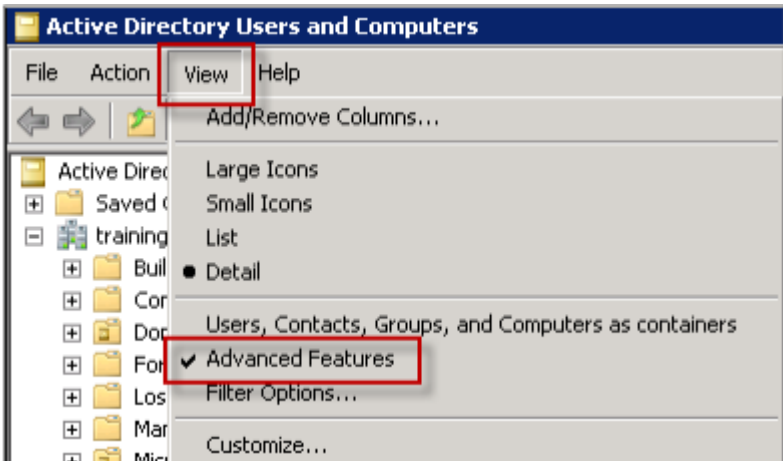 Active Directory Users and Computers
File Action View Help
Add/Remove Columns...
Active Direc
Large Icons
Saved
Small Icons
training
List
Buil
Detail
Cor
Users, Contacts, Groups, and Computers as containers
Advanced Features
For
Los
Filter Options...
Mar
Customize...